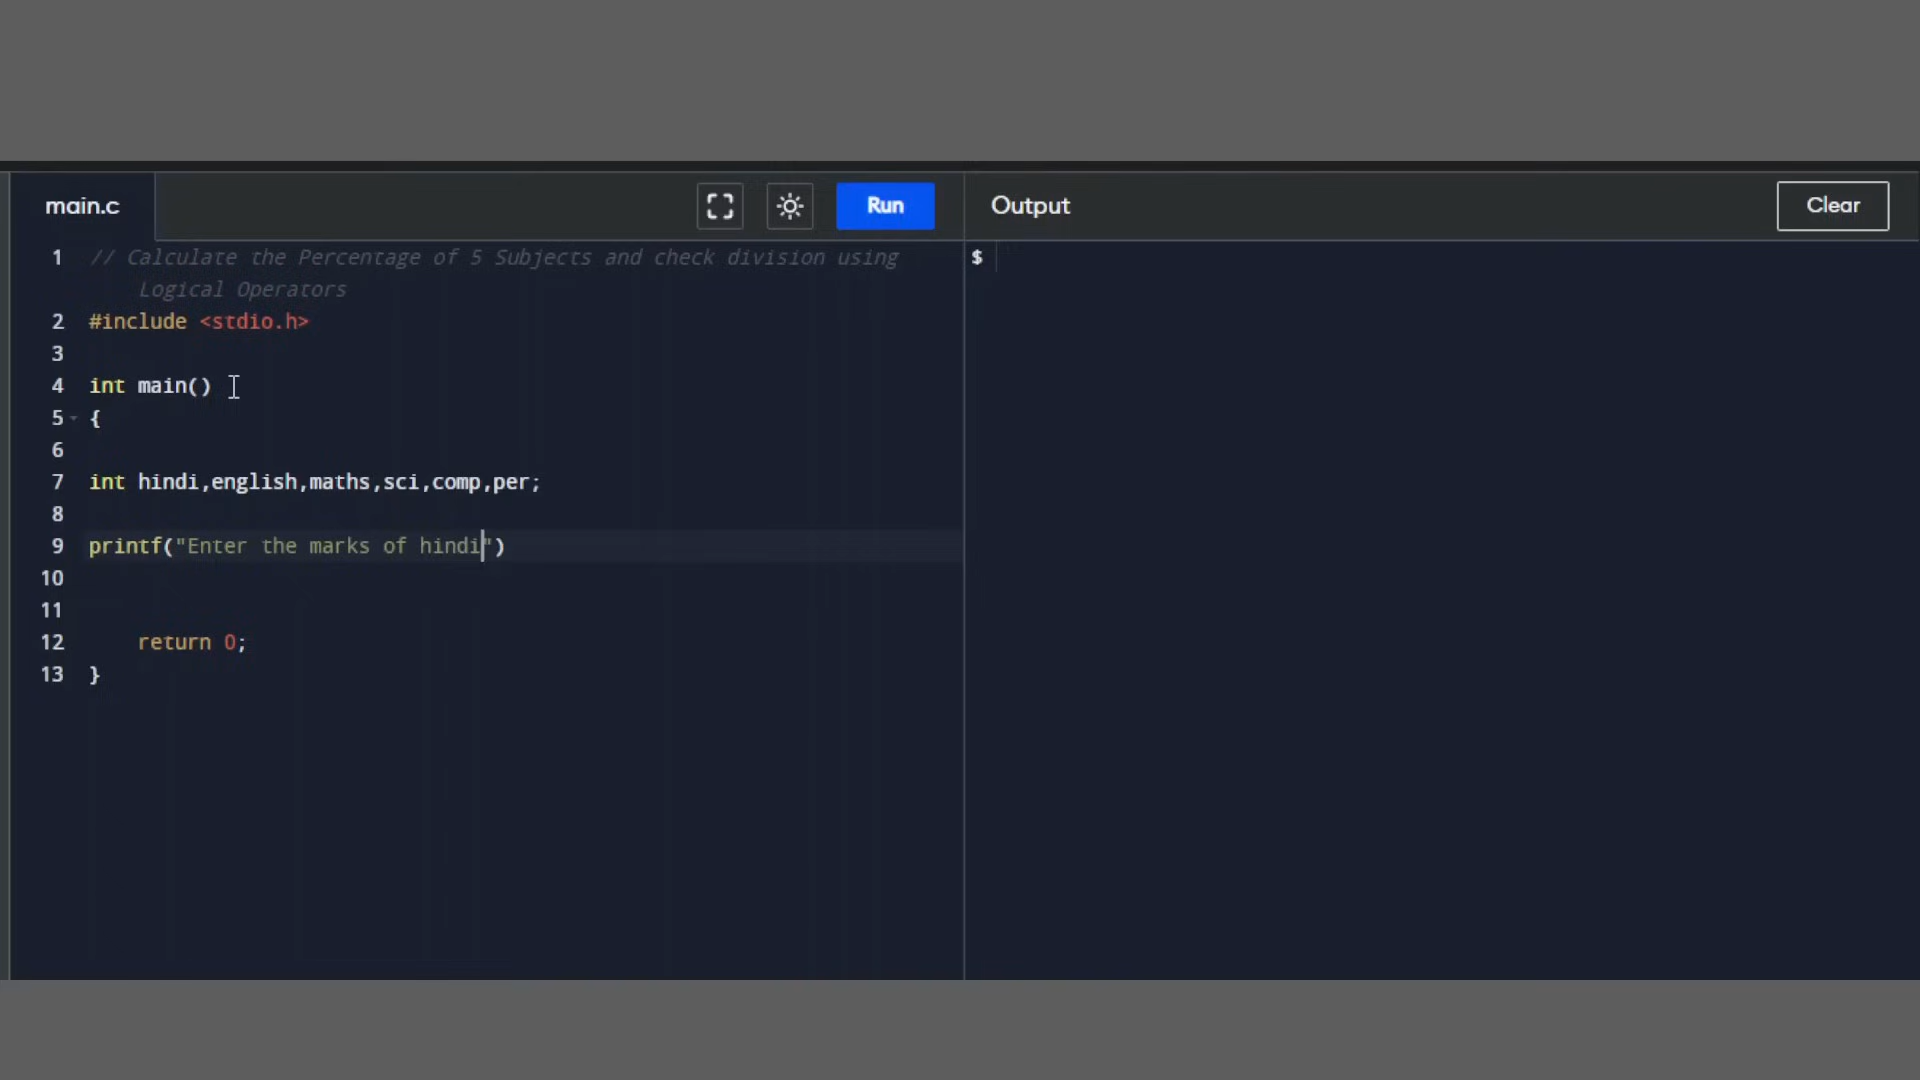 main.c
Run
Output
Clear
1 // Calculate the Percentage of 5 Subjects and check division using
Logical Operators
2 #include <stdio.h>
3
4 int main()
5 {
6
7 int hindi,english,maths,sci,comp,per;
8
9 printf("Enter the marks of hindi")
10
11
12 return 0;
13 }
$